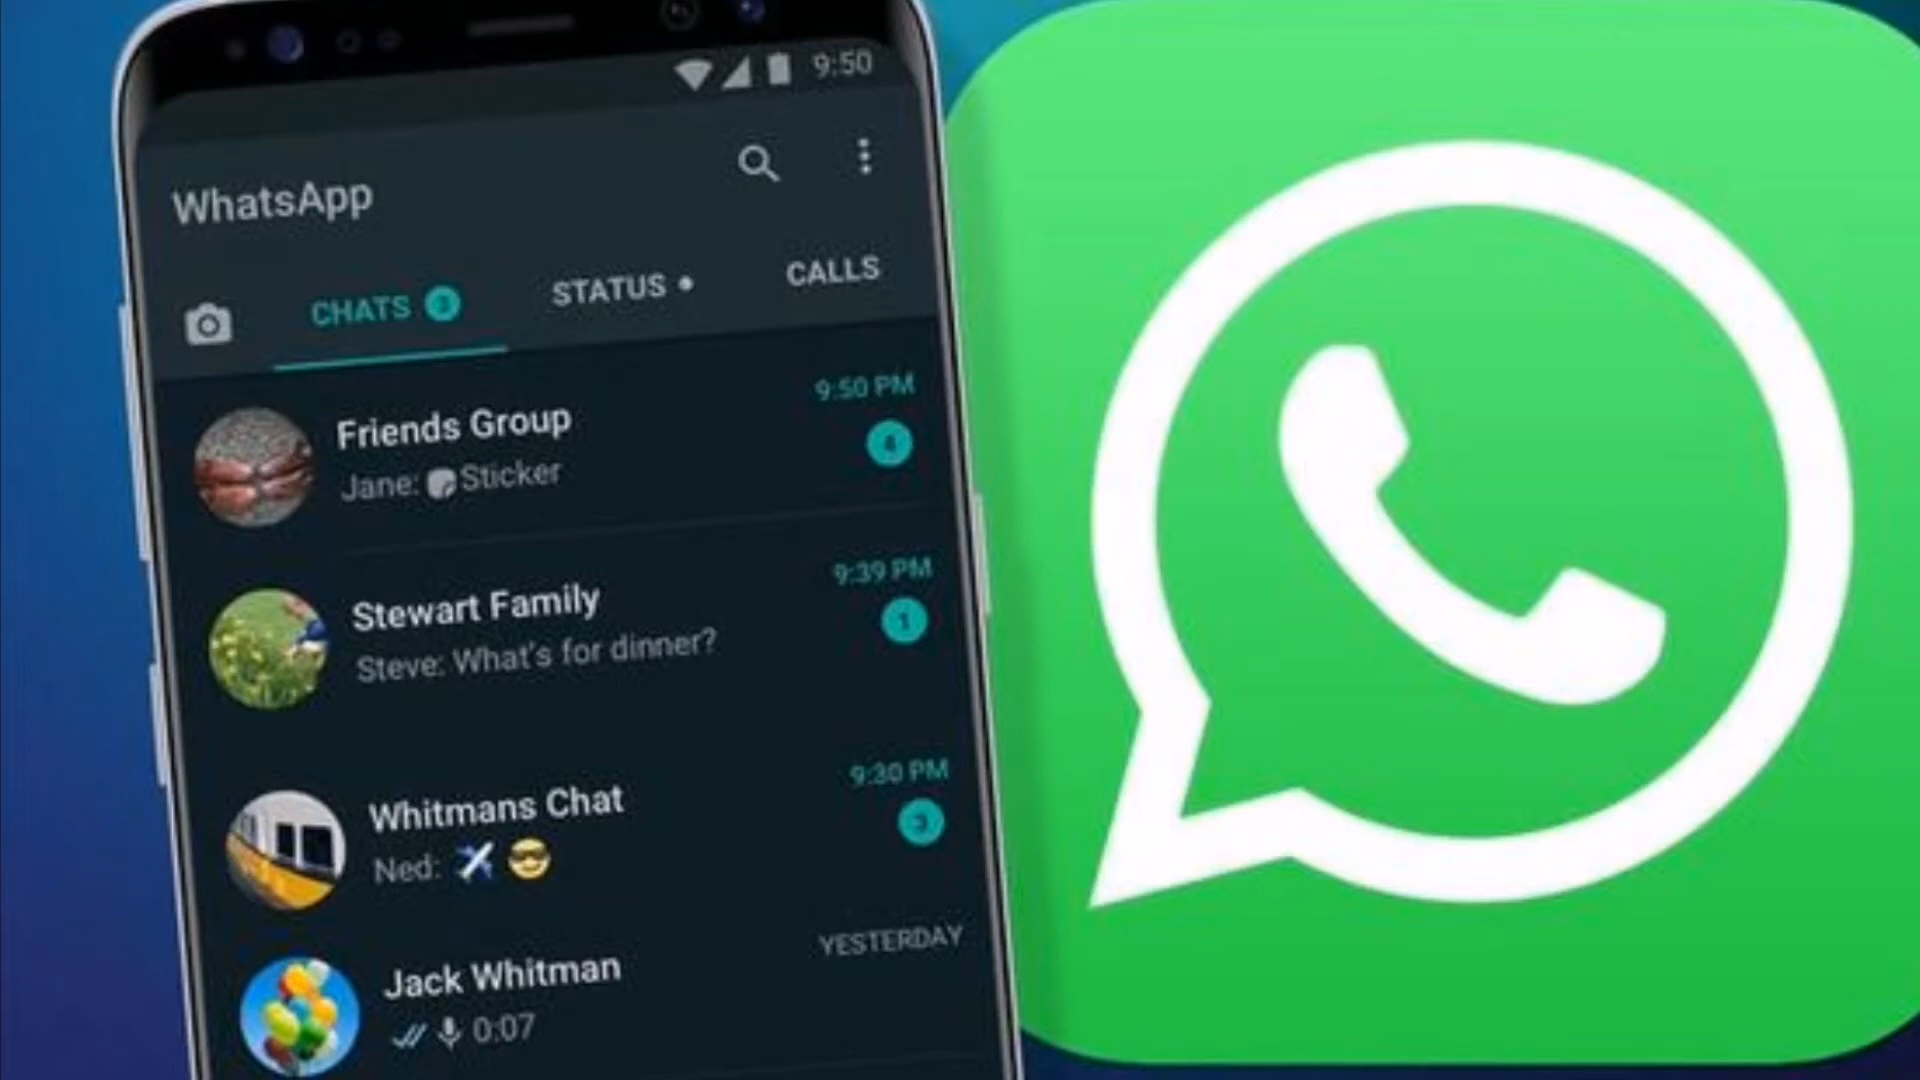 9:50
WhatsApp
CHATS 3
STATUS •
CALLS
Friends Group
9:50 PM
Jane: Sticker
4
Stewart Family
9:39 PM
Steve: What's for dinner?
1
Whitmans Chat
9:30 PM
Ned: ✈️ 😎
3
Jack Whitman
YESTERDAY
0:07